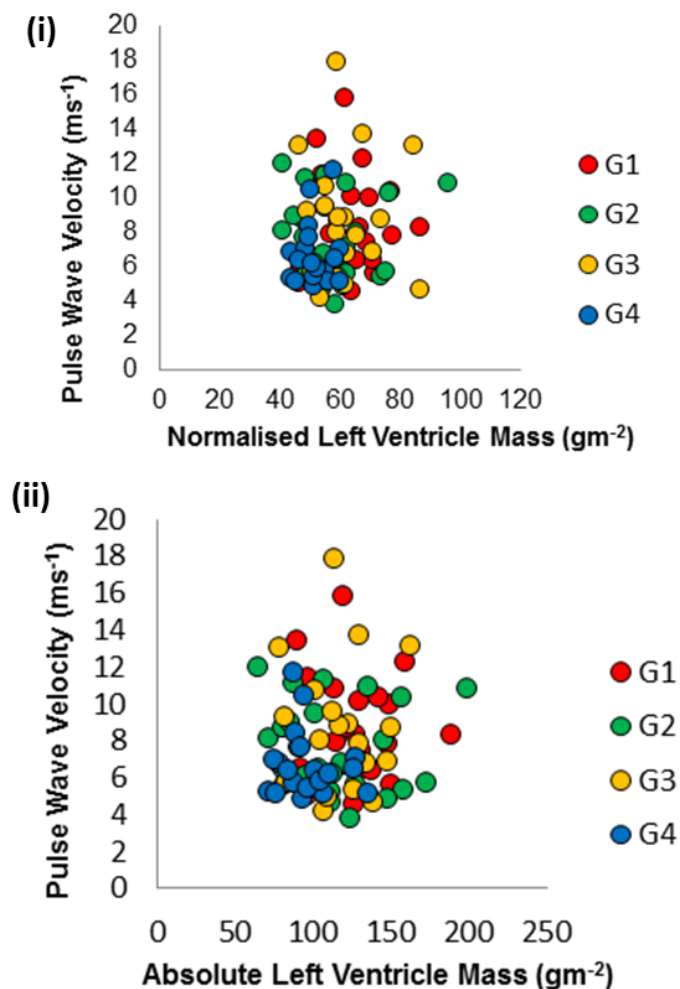 (i)
Pulse Wave Velocity (ms⁻¹)
20
18
16
14
12
10
8
6
4
2
0
0 20 40 60 80 100 120
Normalised Left Ventricle Mass (gm⁻²)
G1
G2
G3
G4
(ii)
Pulse Wave Velocity (ms⁻¹)
20
18
16
14
12
10
8
6
4
2
0
0 50 100 150 200 250
Absolute Left Ventricle Mass (gm⁻²)
G1
G2
G3
G4